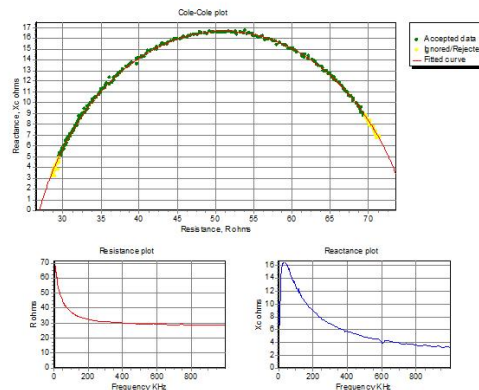 Cole-Cole plot
17
16
15
14
13
12
11
10
9
8
7
6
5
4
3
2
1
0
Reactance, Xc ohms
30 35 40 45 50 55 60 65 70
Resistance, R ohms
Accepted data
Ignored/Rejecte
Fitted curve
Resistance plot
70
60
50
40
30
20
10
0
R ohms
0 200 400 600 800
Frequency KHz
Reactance plot
16
14
12
10
8
6
4
2
0
Xc ohms
0 200 400 600 800
Frequency KHz